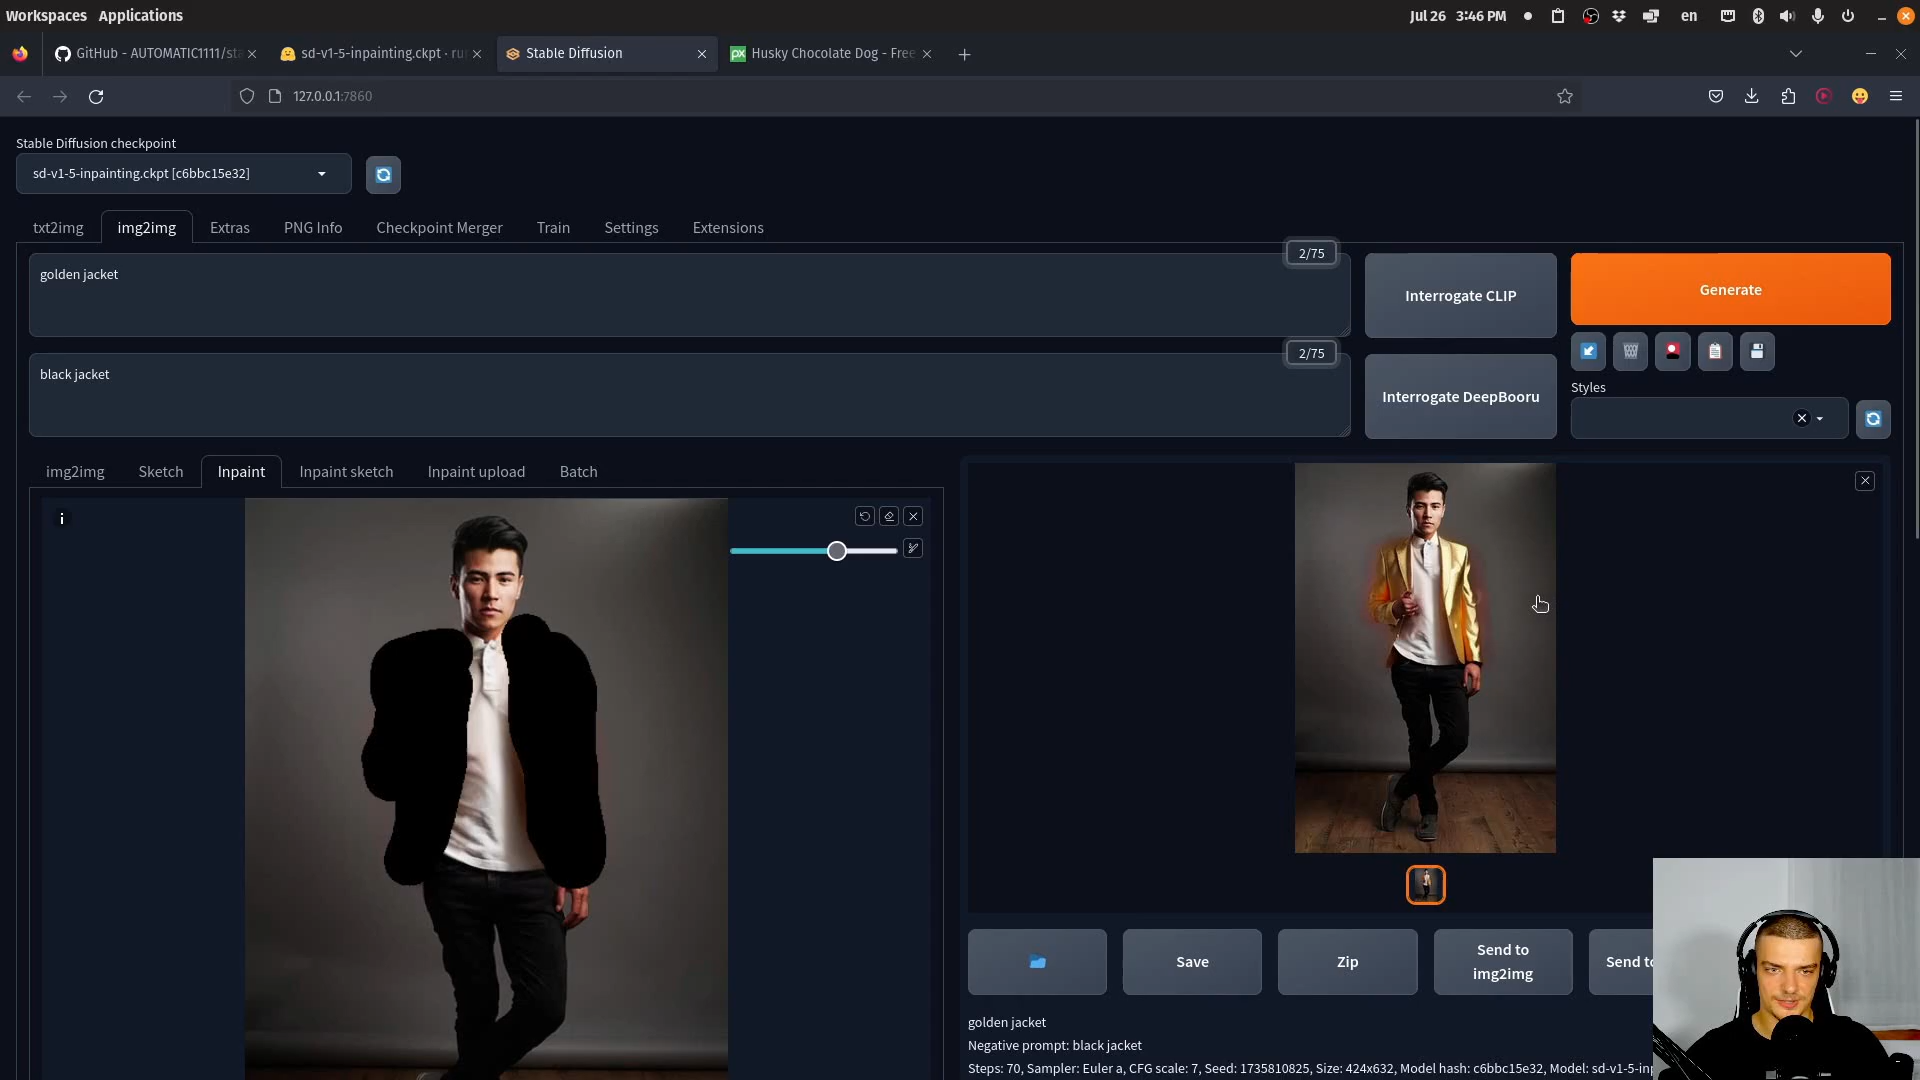 Workspaces Applications
Jul 26 3:46 PM
en
GitHub - AUTOMATIC1111/sta
sd-v1-5-inpainting.ckpt · ru
Stable Diffusion
px
Husky Chocolate Dog - Free
127.0.0.1:7860
Stable Diffusion checkpoint
sd-v1-5-inpainting.ckpt [c6bbc15e32]
txt2img
img2img
Extras
PNG Info
Checkpoint Merger
Train
Settings
Extensions
golden jacket
2/75
Interrogate CLIP
Generate
black jacket
2/75
Interrogate DeepBooru
Styles
img2img
Sketch
Inpaint
Inpaint sketch
Inpaint upload
Batch
Save
Zip
Send to
img2img
Send to
golden jacket
Negative prompt: black jacket
Steps: 70, Sampler: Euler a, CFG scale: 7, Seed: 1735810825, Size: 424x632, Model hash: c6bbc15e32, Model: sd-v1-5-inp